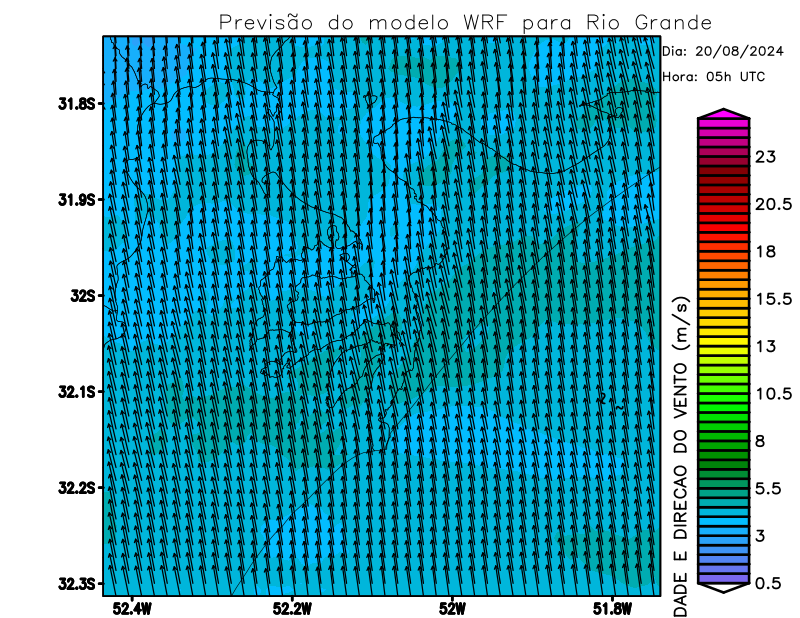 Previsão do modelo WRF para Rio Grande
Dia: 20/08/2024
Hora: 05h UTC
31.8S
31.9S
32S
32.1S
32.2S
32.3S
52.4W
52.2W
52W
51.8W
23
20.5
18
15.5
13
10.5
8
5.5
3
0.5
DADE E DIRECAO DO VENTO (m/s)